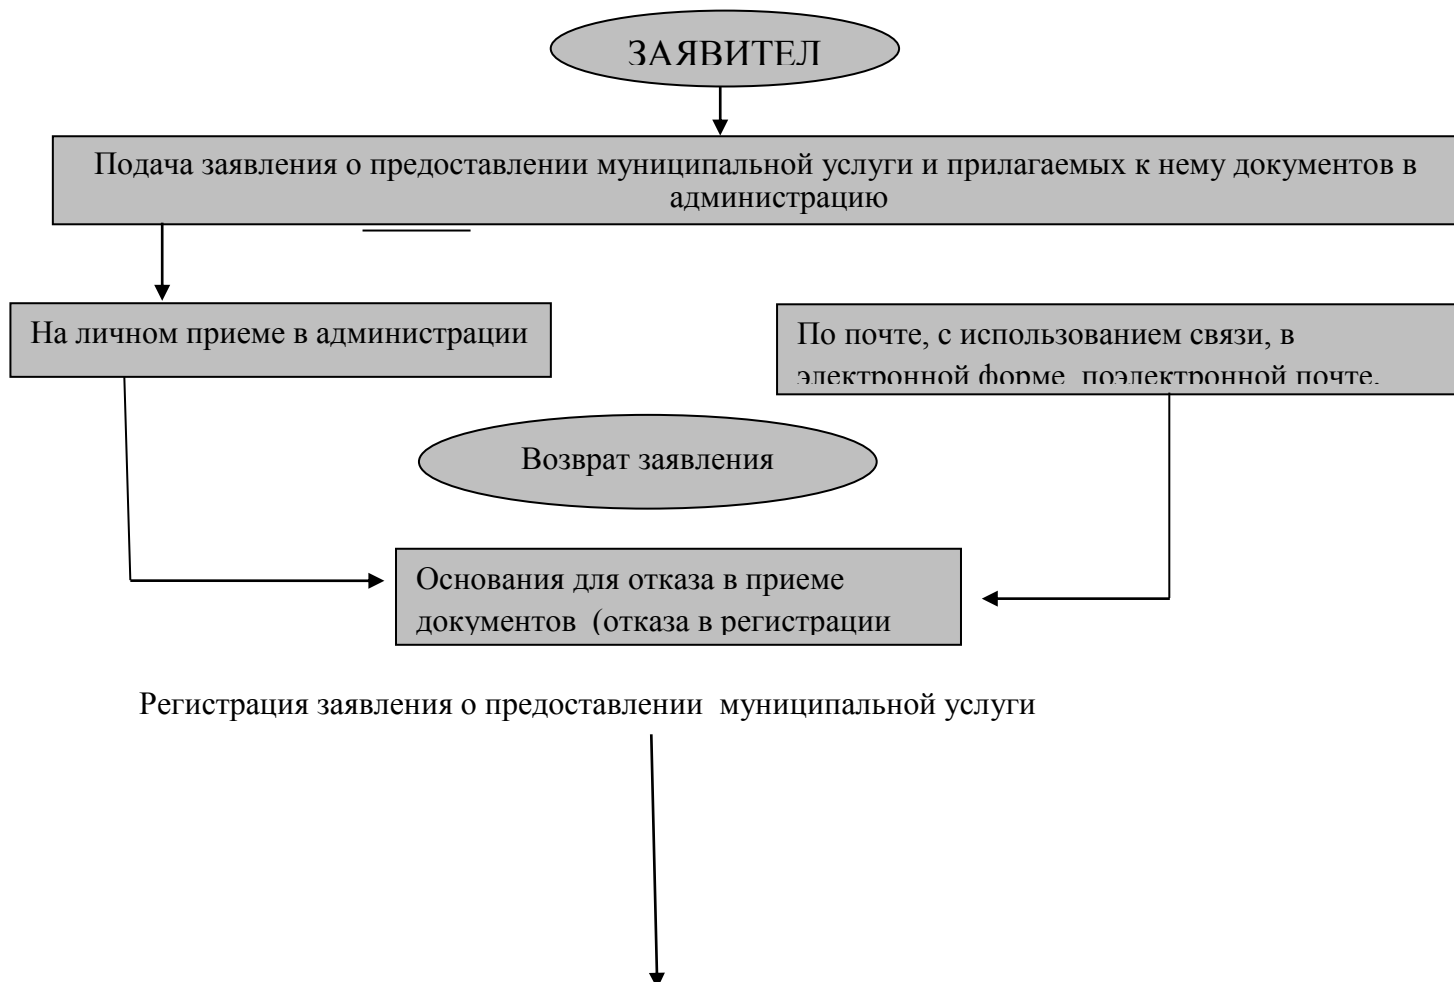 ЗАЯВИТЕЛ
Подача заявления о предоставлении муниципальной услуги и прилагаемых к нему документов в
администрацию
На личном приеме в администрации
По почте, с использованием связи, в
электронной форме поэлектронной почте,
Возврат заявления
Основания для отказа в приеме
документов (отказа в регистрации
Регистрация заявления о предоставлении муниципальной услуги